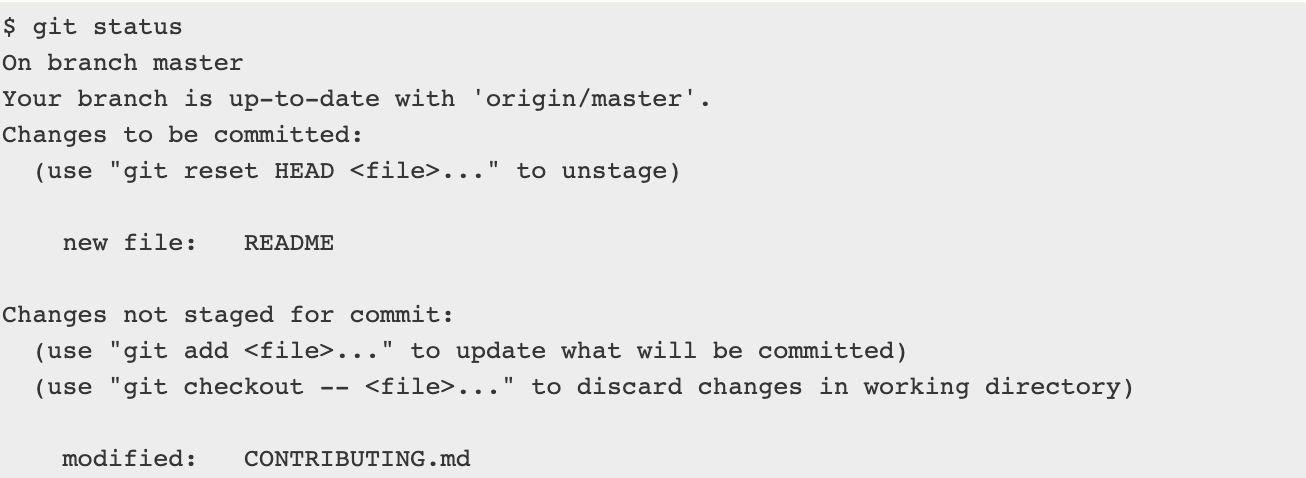 $ git status
On branch master
Your branch is up-to-date with 'origin/master'.
Changes to be committed:
  (use "git reset HEAD <file>..." to unstage)

    new file:   README

Changes not staged for commit:
  (use "git add <file>..." to update what will be committed)
  (use "git checkout -- <file>..." to discard changes in working directory)

    modified:   CONTRIBUTING.md